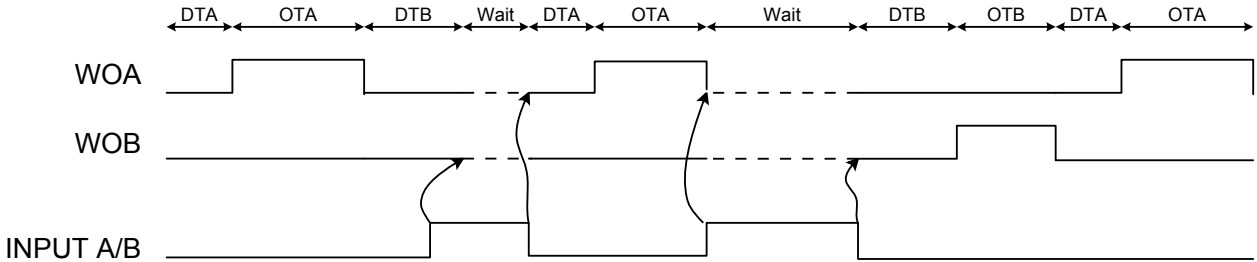 DTA OTA DTB Wait DTA OTA Wait DTB OTB DTA OTA
WOA
WOB
INPUT A/B